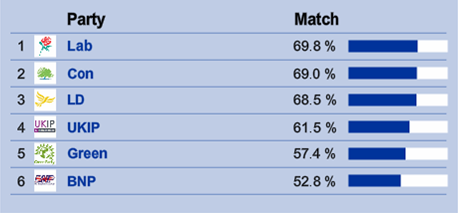 Party Match
1 Lab 69.8 %
2 Con 69.0 %
3 LD 68.5 %
4 UKIP UKIP 61.5 %
5 Green 57.4 %
6 BNP 52.8 %